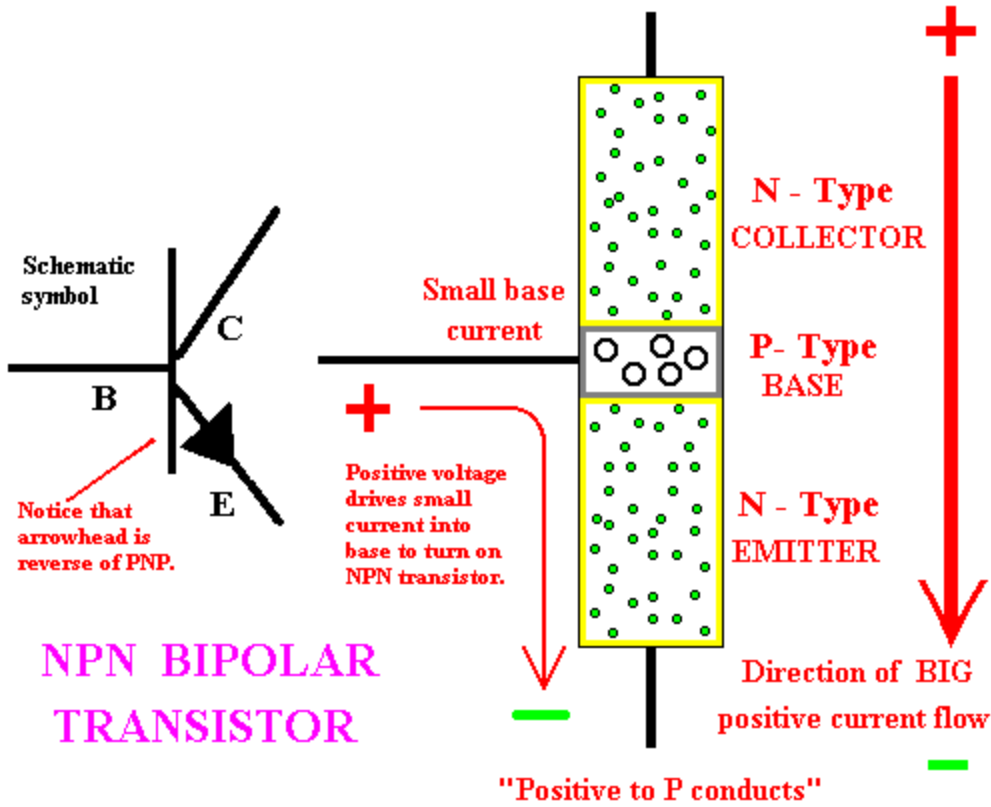 +
N - Type
COLLECTOR
Schematic
symbol
C
Small base
current
B
P- Type
BASE
+
Positive voltage
drives small
current into
base to turn on
NPN transistor.
E
Notice that
arrowhead is
reverse of PNP.
N - Type
EMITTER
NPN BIPOLAR
TRANSISTOR
Direction of BIG
positive current flow
"Positive to P conducts"